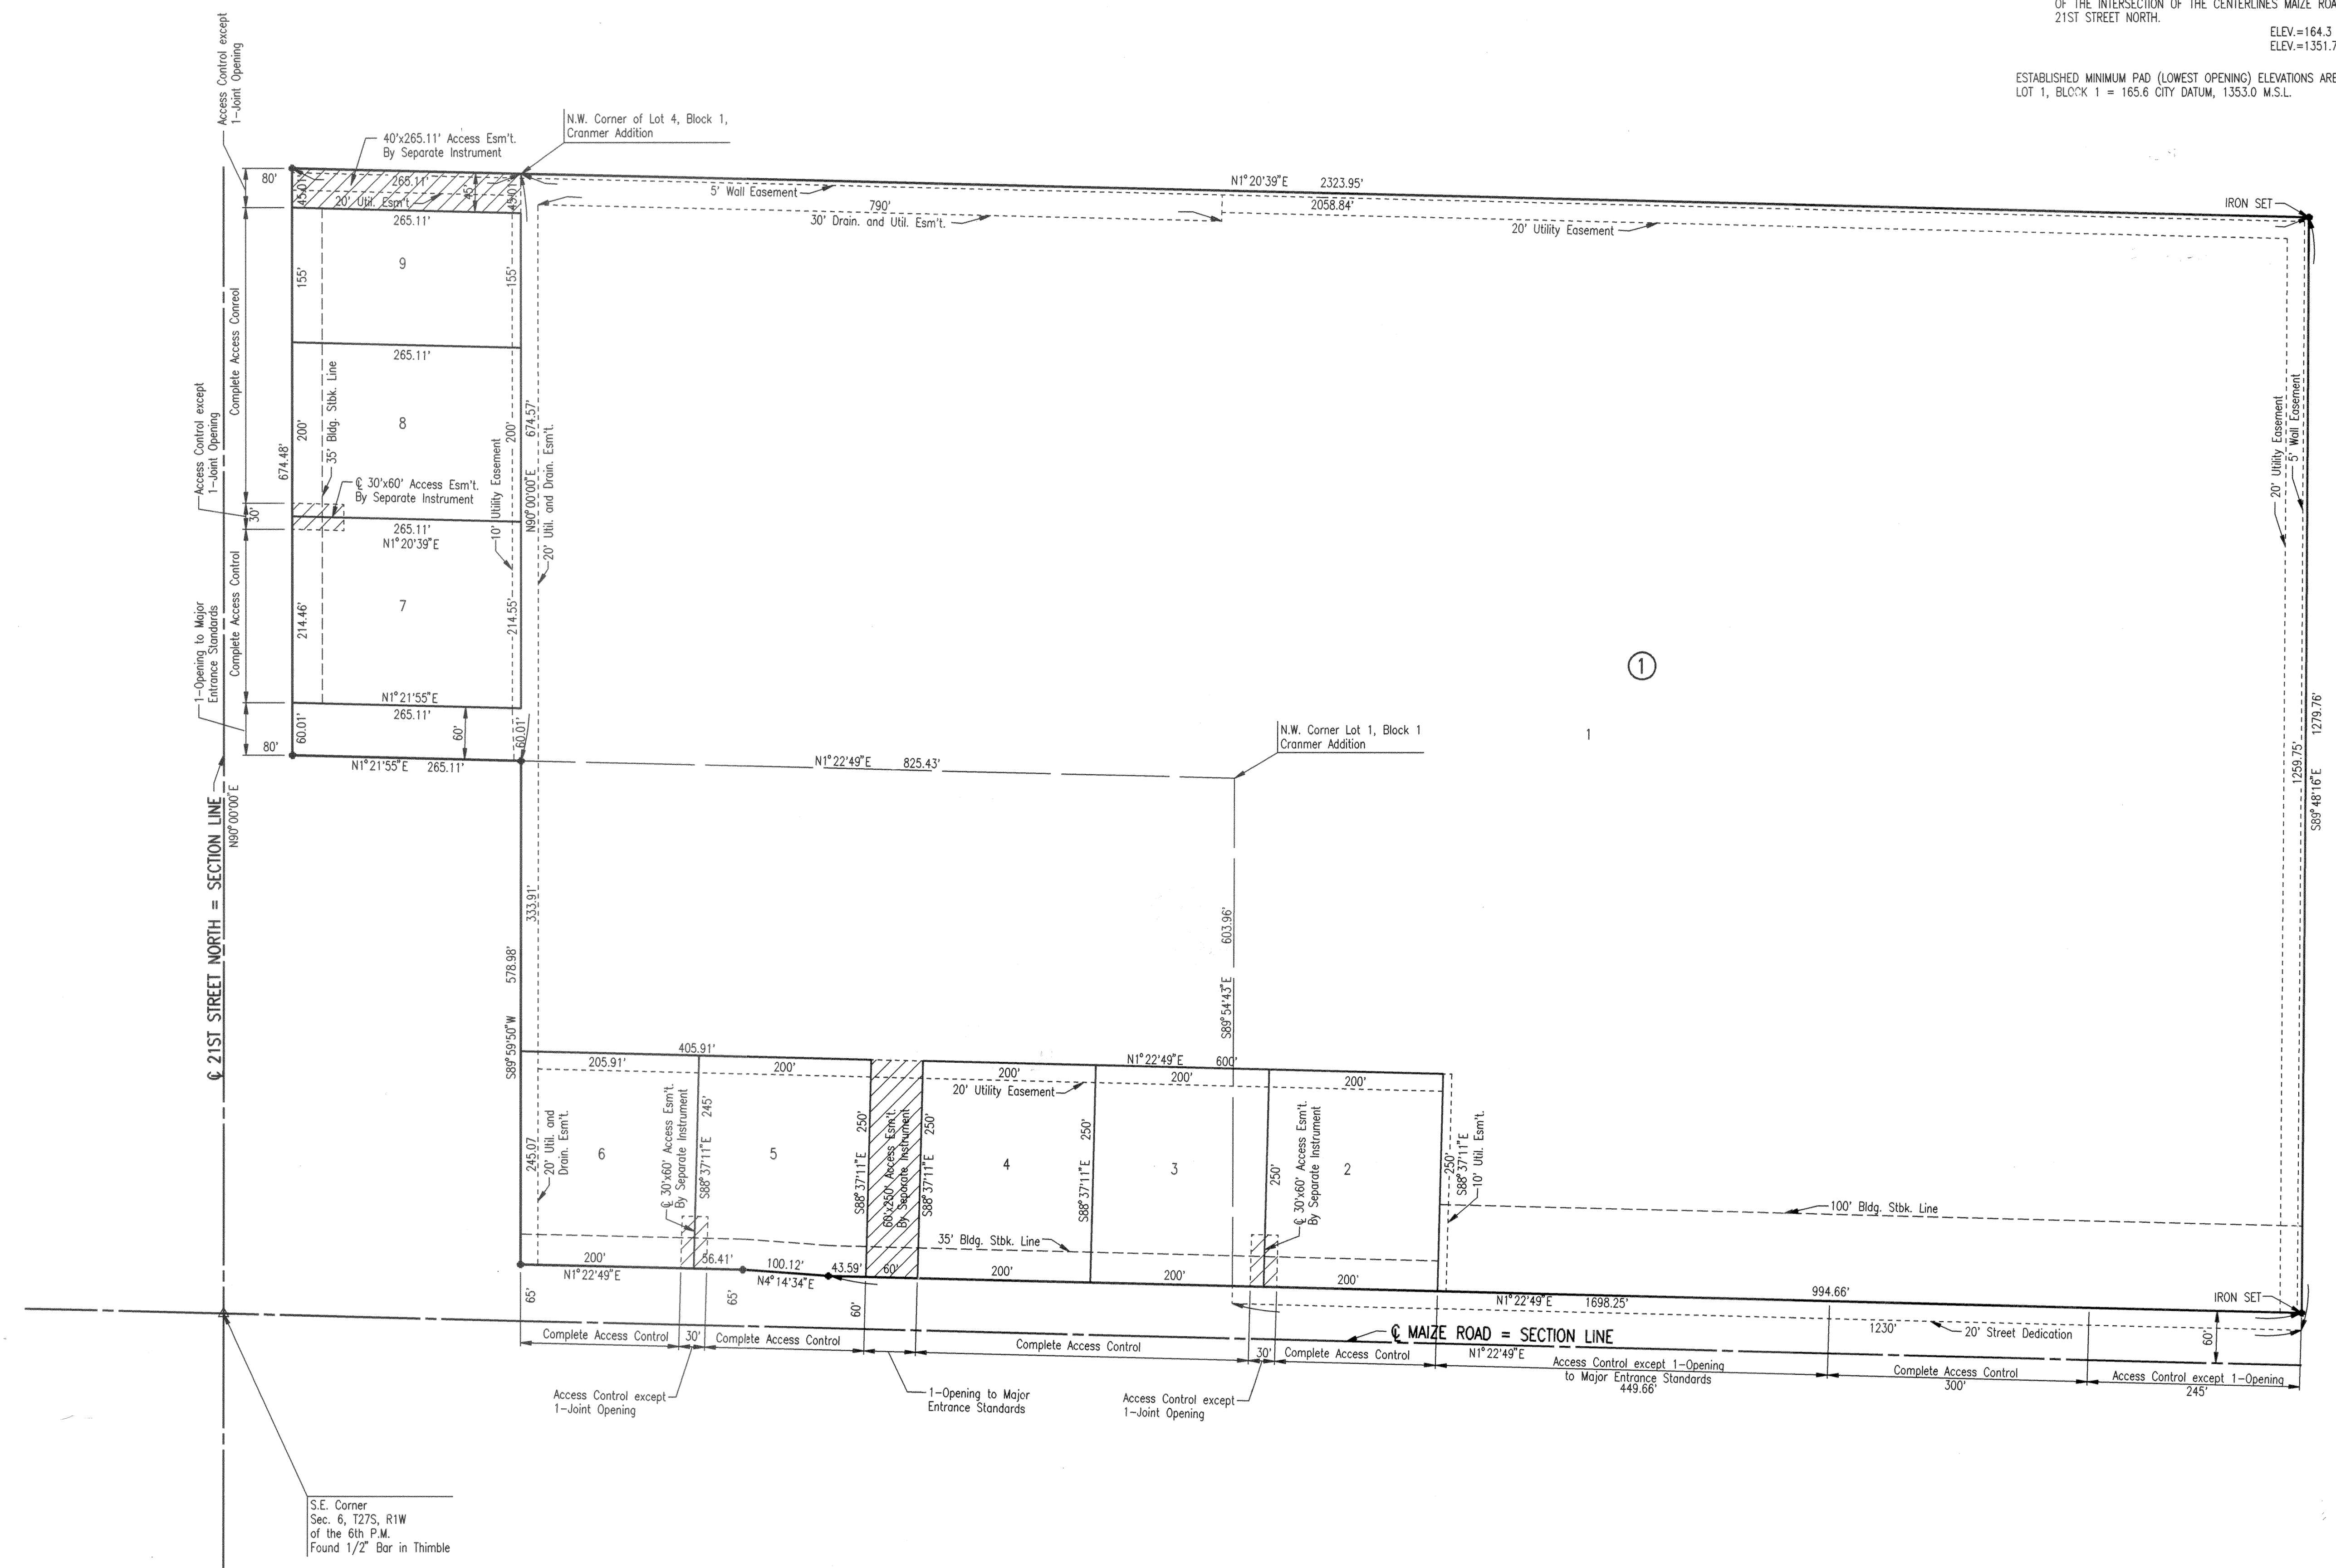 OF THE INTERSECTION OF THE CENTERLINES MAIZE
21ST STREET NORTH.
ELEV.=164.3
ELEV.=1351.7
ESTABLISHED MINIMUM PAD (LOWEST OPENING) ELEVATIONS ARE
LOT 1, BLOCK 1 = 165.6 CITY DATUM, 1353.0 M.S.L.
Access Control except
1-Joint Opening
N.W. Corner of Lot 4, Block 1,
Cranmer Addition
40'x265.11' Access Esm't.
By Separate Instrument
80'
45.01'
265.11'
45'
45.01'
20' Util. Esm't.
265.11'
5' Wall Easement
N1°20'39"E 2323.95'
790'
2058.84'
30' Drain. and Util. Esm't.
20' Utility Easement
IRON SET
9
155'
155'
Complete Access Conreol
265.11'
35' Bldg. Stbk. Line
8
200'
200'
674.57'
N90°00'00"E
674.48'
Access Control except
1-Joint Opening
30'
℄ 30'x60' Access Esm't.
By Separate Instrument
10' Utility Easement
20' Util. and Drain. Esm't.
265.11'
N1°20'39"E
Complete Access Control
7
214.46'
214.55'
1-Opening to Major
Entrance Standards
N1°21'55"E
265.11'
60.01'
60'
60.01'
80'
N1°21'55"E 265.11'
20' Utility Easement
5' Wall Easement
1
1
1259.75'
S89°48'16"E 1279.76'
N1°22'49"E 825.43'
N.W. Corner Lot 1, Block 1
Cranmer Addition
℄ 21ST STREET NORTH = SECTION LINE
N90°00'00"E
333.91'
S89°59'50"W 578.98'
S89°54'43"E 603.96'
405.91'
205.91'
200'
200'
N1°22'49"E 600'
200'
200'
20' Utility Easement
245.07
20' Util. and
Drain. Esm't.
6
℄ 30'x60' Access Esm't.
By Separate Instrument
S88°37'11"E 245'
5
S88°37'11"E 250'
60'x250' Access Esm't.
By Separate Instrument
S88°37'11"E 250'
4
S88°37'11"E 250'
3
250'
℄ 30'x60' Access Esm't.
By Separate Instrument
2
250'
S88°37'11"E
10' Util. Esm't.
100' Bldg. Stbk. Line
35' Bldg. Stbk. Line
200'
N1°22'49"E
56.41'
100.12'
N4°14'34"E
43.59'
60'
200'
200'
200'
N1°22'49"E 1698.25'
994.66'
IRON SET
65'
65'
60'
℄ MAIZE ROAD = SECTION LINE
N1°22'49"E
1230'
20' Street Dedication
60'
Complete Access Control
30'
Complete Access Control
Complete Access Control
30'
Complete Access Control
Access Control except 1-Opening
to Major Entrance Standards
449.66'
Complete Access Control
300'
Access Control except 1-Opening
245'
Access Control except
1-Joint Opening
1-Opening to Major
Entrance Standards
Access Control except
1-Joint Opening
S.E. Corner
Sec. 6, T27S, R1W
of the 6th P.M.
Found 1/2" Bar in Thimble